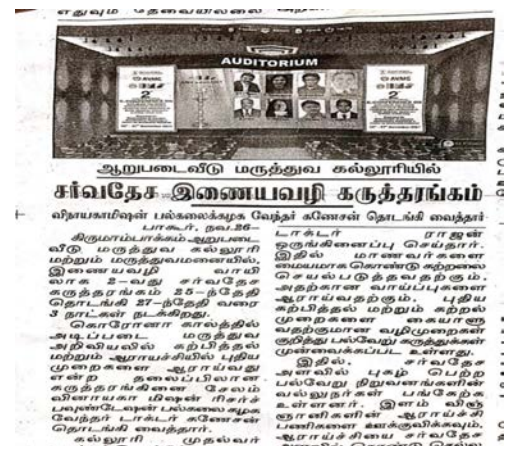 எதுவும் தேவையில்லை
AUDITORIUM
AVMC
2
AVMC
2
ஆறுபடைவீடு மருத்துவ கல்லூரியில்
சர்வதேச இணையவழி கருத்தரங்கம்
விநாயகாமிஷன் பல்கலைக்கழக வேந்தர் கணேசன் தொடங்கி வைத்தார்
பாகூர், நவ.26-
கிருமாம்பாக்கம் ஆறுபடை
வீடு மருத்துவ கல்லூரி
மற்றும் மருத்துவமனையில்,
இணையவழி வாயி
லாக 2-வது சர்வதேச
கருத்தரங்கம் 25-ந்தேதி
தொடங்கி 27-ந்தேதி வரை
3 நாட்கள் நடக்கிறது.
கொரோனா காலத்தில்
அடிப்படை மருத்துவ
அறிவியலில் கற்பித்தல்
மற்றும் ஆராய்ச்சியில் புதிய
முறைகளை ஆராய்வது
என்ற தலைப்பிலான
கருத்தரங்கினை சேலம்
வினாயகா மிஷன் ரிசர்ச்
பவுண்டேஷன் பல்கலைகழக
வேந்தர் டாக்டர் கணேசன்
தொடங்கி வைத்தார்.
கல்லூரி முதல்வர்
டாக்டர் ராஜன்
ஒருங்கினைப்பு செய்தார்.
இதில் மாணவர்களை
மையமாக கொண்டு கற்றலை
செயல்படுத்தவதற்கும்,
அதற்கான வாய்ப்புகளை
ஆராய்வதற்கும், புதிய
கற்பித்தல் மற்றும் கற்றல்
முறைகளை கையாளு
வதற்குமான வழிமுறைகள்
குறித்து பல்வேறு கருத்துக்கள்
முன்வைக்கப்பட உள்ளது.
இதில், சர்வதேச
அளவில் புகழ் பெற்ற
பல்வேறு நிறுவனங்களின்
வல்லுநர்கள் பங்கேற்க
உள்ளனர். இளம் விஞ்
ஞானிகளின் ஆராய்ச்சி
பணிகளை ஊக்குவிக்கவும்,
ஆராய்ச்சியை சர்வதேச